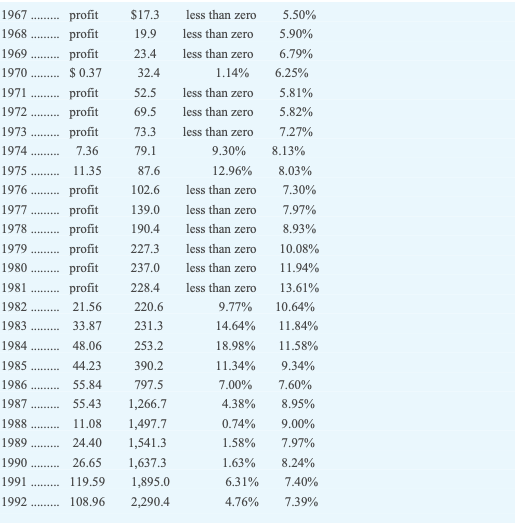 1967 ......... profit $17.3 less than zero 5.50%
1968 ......... profit 19.9 less than zero 5.90%
1969 ......... profit 23.4 less than zero 6.79%
1970 ......... $ 0.37 32.4 1.14% 6.25%
1971 ......... profit 52.5 less than zero 5.81%
1972 ......... profit 69.5 less than zero 5.82%
1973 ......... profit 73.3 less than zero 7.27%
1974 ......... 7.36 79.1 9.30% 8.13%
1975 ......... 11.35 87.6 12.96% 8.03%
1976 ......... profit 102.6 less than zero 7.30%
1977 ......... profit 139.0 less than zero 7.97%
1978 ......... profit 190.4 less than zero 8.93%
1979 ......... profit 227.3 less than zero 10.08%
1980 ......... profit 237.0 less than zero 11.94%
1981 ......... profit 228.4 less than zero 13.61%
1982 ......... 21.56 220.6 9.77% 10.64%
1983 ......... 33.87 231.3 14.64% 11.84%
1984 ......... 48.06 253.2 18.98% 11.58%
1985 ......... 44.23 390.2 11.34% 9.34%
1986 ......... 55.84 797.5 7.00% 7.60%
1987 ......... 55.43 1,266.7 4.38% 8.95%
1988 ......... 11.08 1,497.7 0.74% 9.00%
1989 ......... 24.40 1,541.3 1.58% 7.97%
1990 ......... 26.65 1,637.3 1.63% 8.24%
1991 ......... 119.59 1,895.0 6.31% 7.40%
1992 ......... 108.96 2,290.4 4.76% 7.39%